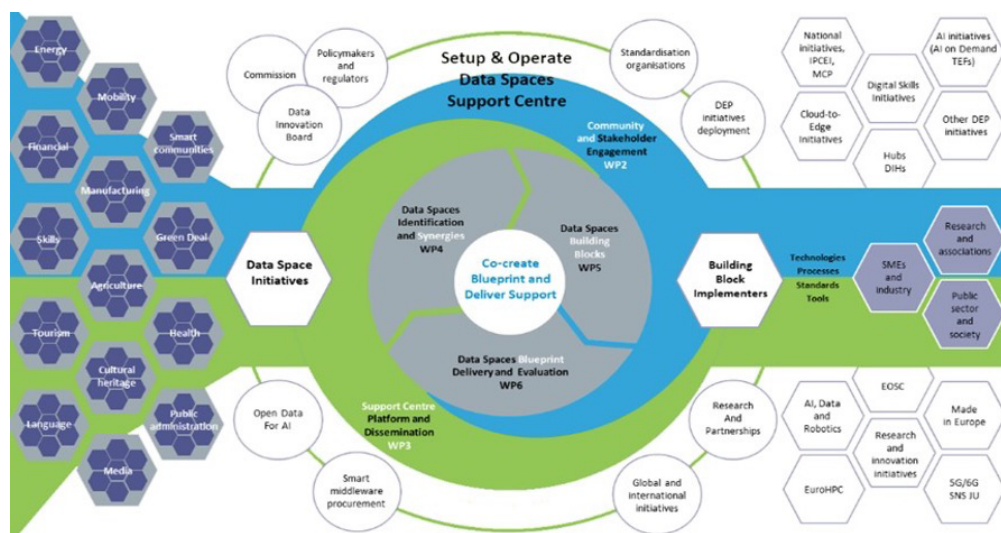 Energy
Mobility
Financial
Smart
communities
Manufacturing
Skills
Green Deal
Agriculture
Tourism
Health
Cultural
heritage
Language
Public
administration
Media
Commission
Policymakers
and
regulators
Data
Innovation
Board
Setup & Operate
Data Spaces
Support Centre
Standardisation
organisations
DEP
initiatives
deployment
Community
and Stakeholder
Engagement
WP2
Data Spaces
Identification
and Synergies
WP4
Data Spaces
Building
Blocks
WP5
Data Space
Initiatives
Co-create
Blueprint and
Deliver Support
Building
Block
Implementers
Data Spaces Blueprint
Delivery and Evaluation
WP6
Support Centre
Platform and
Dissemination
WP3
Open Data
For AI
Smart
middleware
procurement
Global and
international
initiatives
Research
And
Partnerships
National
initiatives,
IPCEI,
MCP
AI initiatives
(AI on Demand
TEFs)
Digital Skills
Initiatives
Cloud-to-
Edge
Initiatives
Other DEP
initiatives
Hubs
DIHs
Technologies
Processes
Standards
Tools
SMEs
and
industry
Research
and
associations
Public
sector
and
society
EOSC
AI, Data
and
Robotics
Made
in Europe
Research
and
innovation
initiatives
EuroHPC
5G/6G
SNS JU